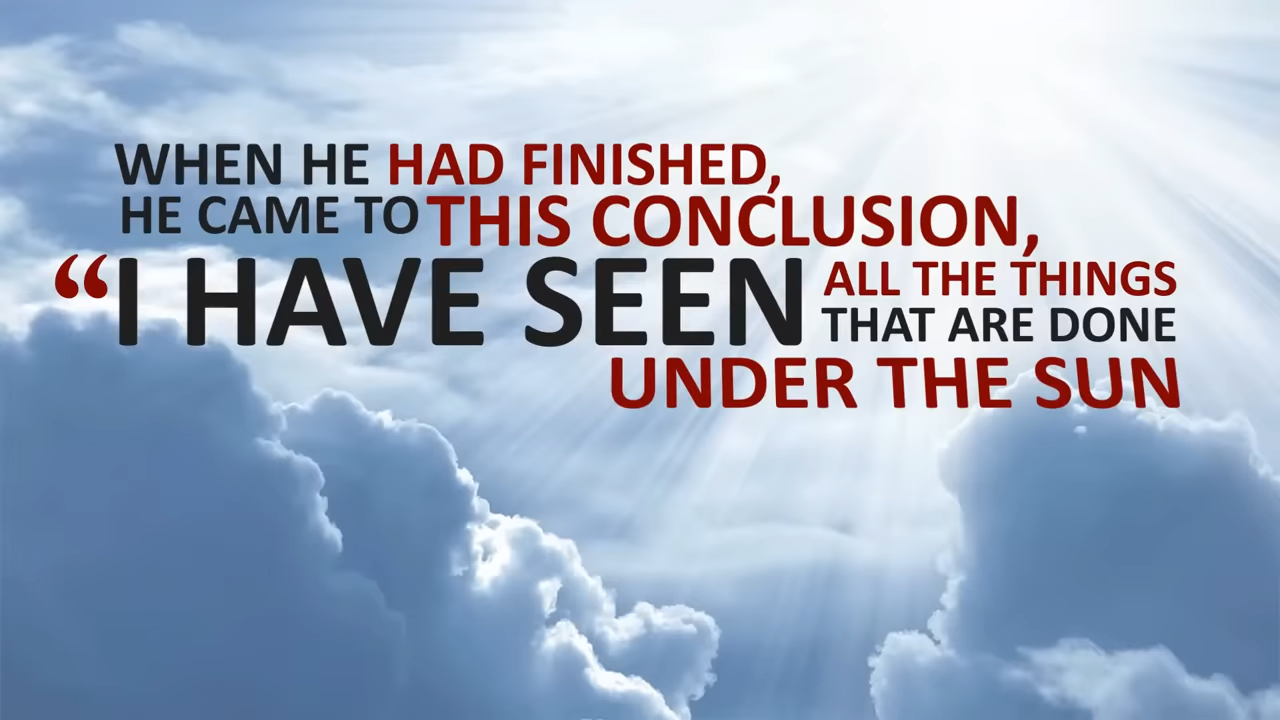 WHEN HE HAD FINISHED,
HE CAME TO THIS CONCLUSION,
“I HAVE SEEN
ALL THE THINGS
THAT ARE DONE
UNDER THE SUN